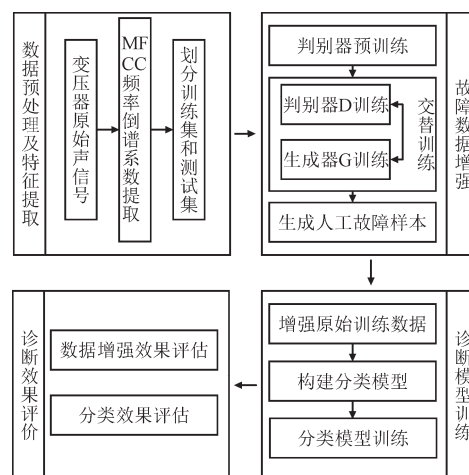 数据预处理及特征提取
变压器原始声信号
MFCC频率倒谱系数提取
划分训练集和测试集
判别器预训练
判别器D训练
生成器G训练
交替训练
生成人工故障样本
故障数据增强
诊断效果评价
数据增强效果评估
分类效果评估
增强原始训练数据
构建分类模型
分类模型训练
诊断模型训练